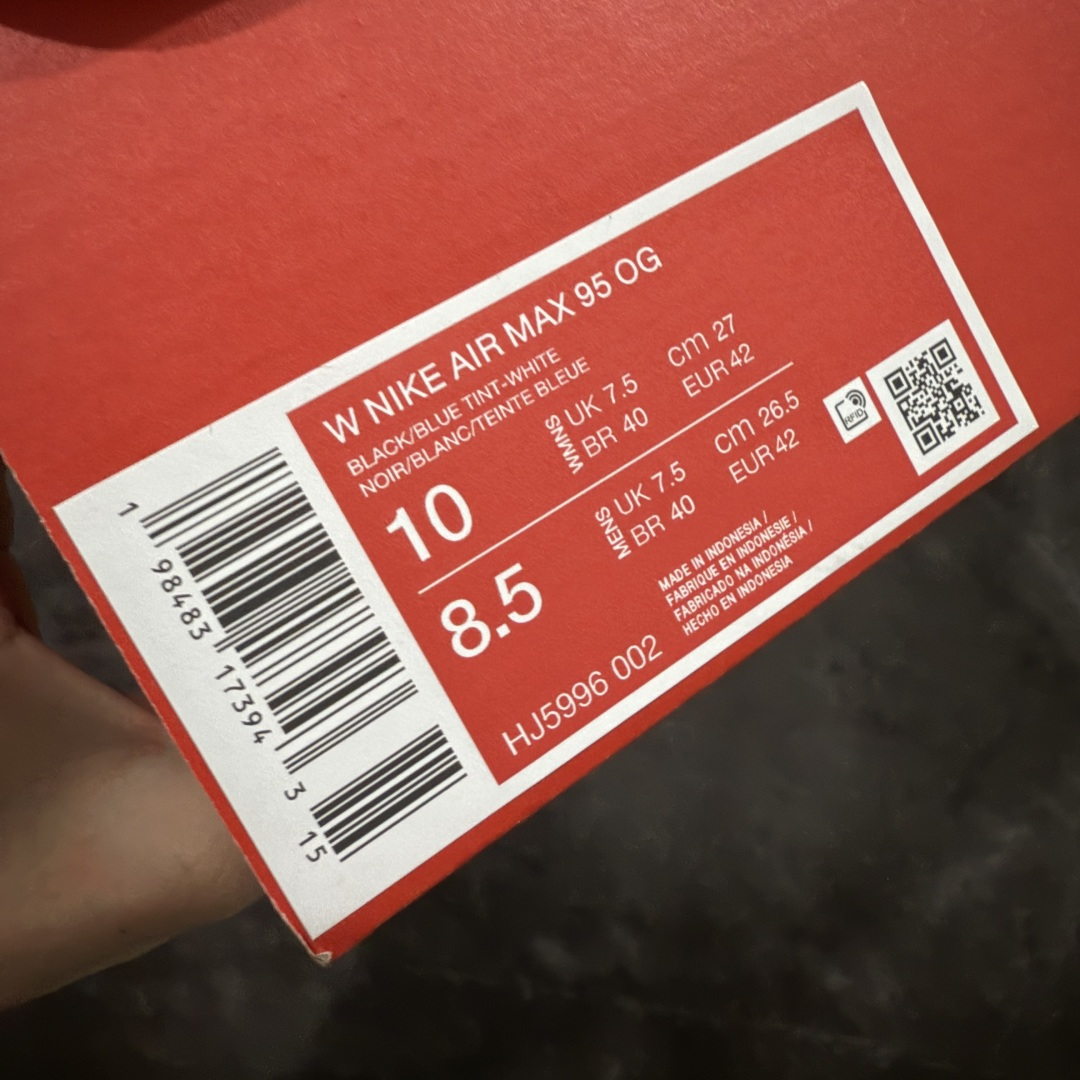 W NIKE AIR MAX 95 OG
BLACK/BLUE TINT-WHITE
NOIR/BLANC/TEINTE BLEUE
10
WMNS
UK 7.5
cm 27
BR 40
EUR 42
8.5
MENS
UK 7.5
cm 26.5
BR 40
EUR 42
RFID
MADE IN INDONESIA /
FABRIQUE EN INDONESIE /
FABRICADO NA INDONÉSIA /
HECHO EN INDONESIA
HJ5996 002
1 98483 17394 3 15